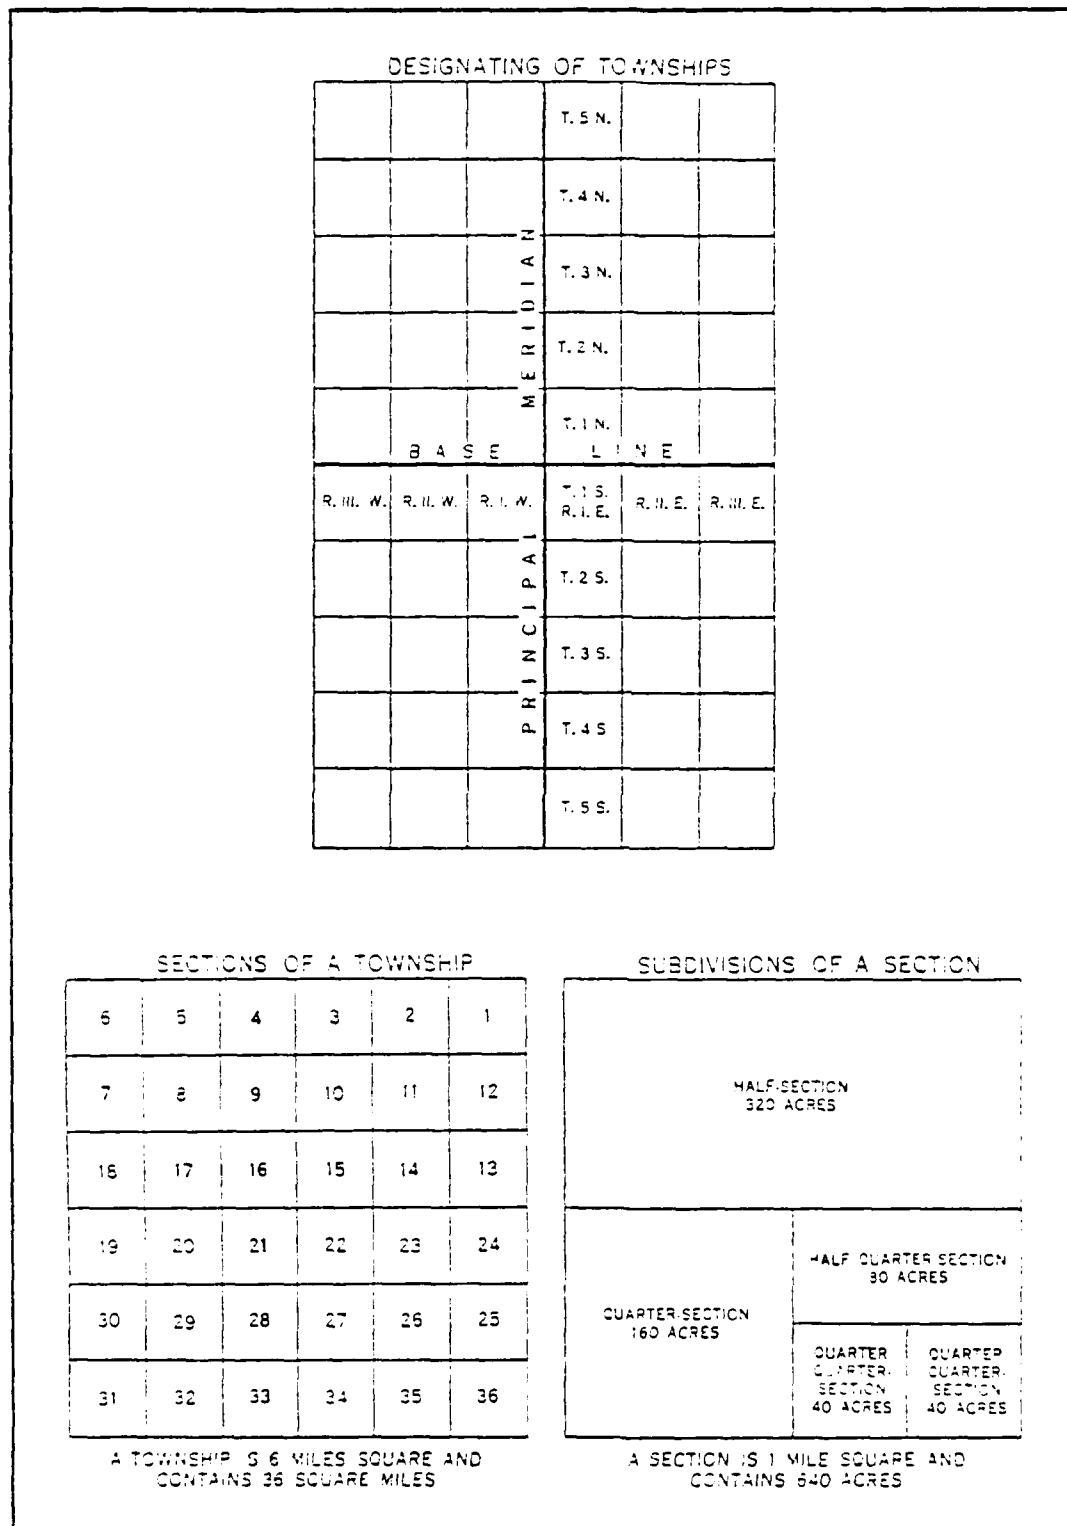 DESIGNATING OF TOWNSHIPS
T. 5 N.
T. 4 N.
T. 3 N.
T. 2 N.
T. 1 N.
PRINCIPAL MERIDIAN
BASE LINE
R. III. W. R. II. W. R. I. W. T. 1 S. R. II. E. R. III. E.
R. I. E.
T. 2 S.
T. 3 S.
T. 4 S
T. 5 S.
SECTIONS OF A TOWNSHIP
6 5 4 3 2 1
7 8 9 10 11 12
18 17 16 15 14 13
19 20 21 22 23 24
30 29 28 27 26 25
31 32 33 34 35 36
A TOWNSHIP IS 6 MILES SQUARE AND
CONTAINS 36 SQUARE MILES
SUBDIVISIONS OF A SECTION
HALF-SECTION
320 ACRES
QUARTER-SECTION
160 ACRES
HALF QUARTER-SECTION
80 ACRES
QUARTER
QUARTER-
SECTION
40 ACRES
QUARTER
QUARTER-
SECTION
40 ACRES
A SECTION IS 1 MILE SQUARE AND
CONTAINS 640 ACRES